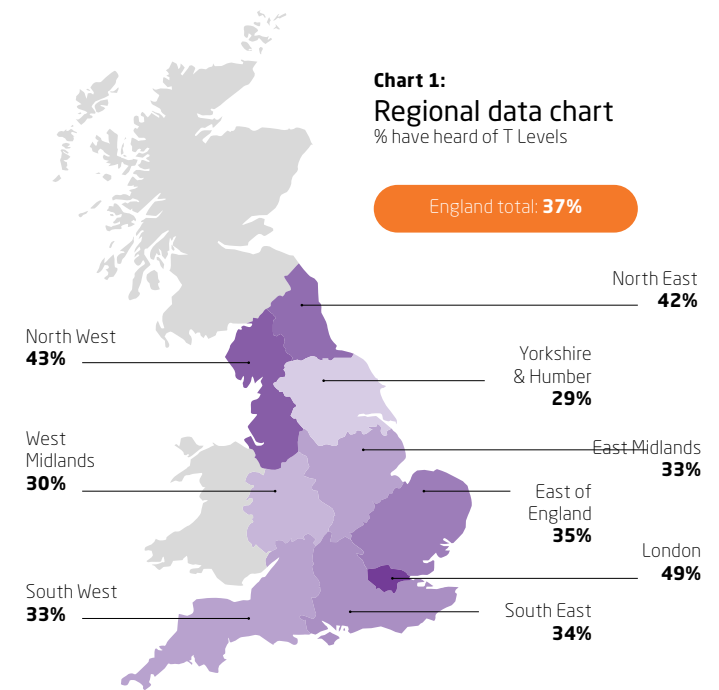 Chart 1:
Regional data chart
% have heard of T Levels
England total: 37%
North East
42%
North West
43%
Yorkshire
& Humber
29%
West
Midlands
30%
East Midlands
33%
East of
England
35%
London
49%
South West
33%
South East
34%